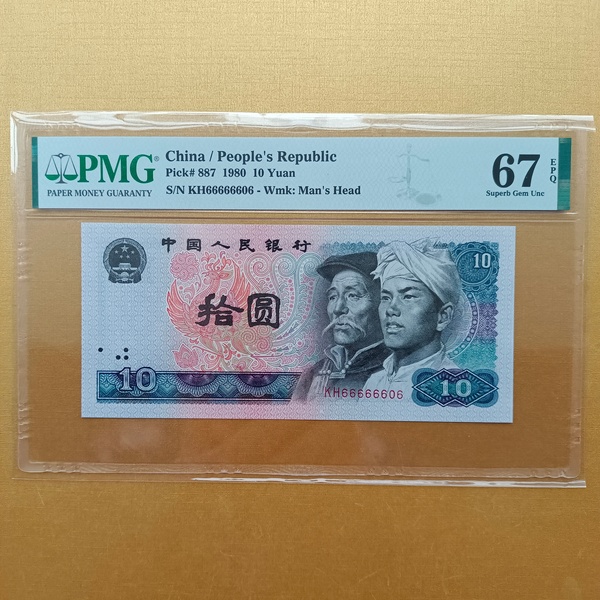 PMG®
PAPER MONEY GUARANTY
China / People's Republic
Pick# 887 1980 10 Yuan
S/N KH66666606 - Wmk: Man's Head
67
EPQ
Superb Gem Unc
中国人民银行
10
拾圆
10
KH66666606
10